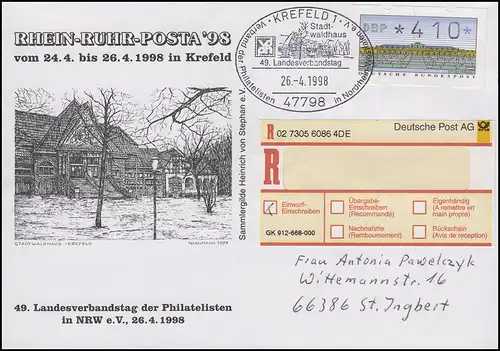 RHEIN-RUHR-POSTA '98
vom 24.4. bis 26.4.1998 in Krefeld
STADTWALDHAUS - KREFELD
49. Landesverbandstag der Philatelisten
in NRW e.V., 26.4.1998
Sammlergilde Heinrich von Stephan e.V.
KREFELD 1
Verband der Philatelisten in Nordrhein-Westfalen e.V.
Stadt-
waldhaus
49. Landesverbandstag
26.-4.1998
47798
DBP *410*
DEUTSCHE BUNDESPOST
Deutsche Post AG
R 02 7305 6086 4DE
R
Einwurf-
Einschreiben
Übergabe-
Einschreiben
(Recommandé)
Eigenhändig
(A remettre en
main propre)
Nachnahme
(Remboursement)
Rückschein
(Avis de réception)
GK 912-668-000
Frau Antonia Pawelczyk
Wittemannstr. 16
66386 St. Ingbert